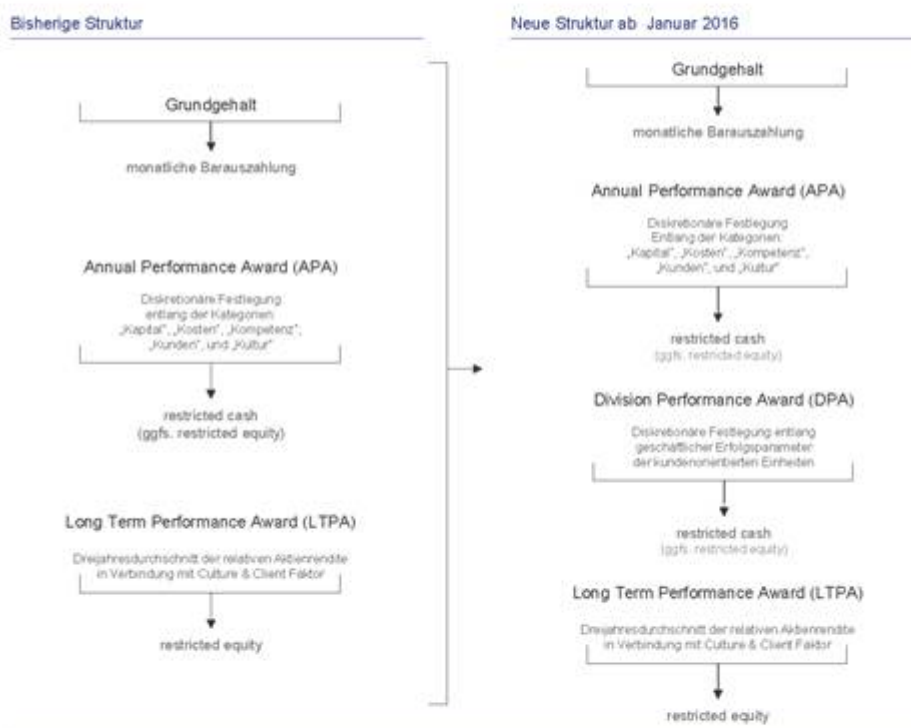 Bisherige Struktur
Grundgehalt
monatliche Barauszahlung
Annual Performance Award (APA)
Diskretionäre Festlegung
entlang der Kategorien
„Kapital", „Kosten", „Kompetenz",
„Kunden", und „Kultur"
restricted cash
(ggfs. restricted equity)
Long Term Performance Award (LTPA)
Dreijahresdurchschnitt der relativen Aktienrendite
in Verbindung mit Culture & Client Faktor
restricted equity
Neue Struktur ab Januar 2016
Grundgehalt
monatliche Barauszahlung
Annual Performance Award (APA)
Diskretionäre Festlegung
Entlang der Kategorien
„Kapital", „Kosten", „Kompetenz",
„Kunden", und „Kultur"
restricted cash
(ggfs. restricted equity)
Division Performance Award (DPA)
Diskretionäre Festlegung entlang
geschäftlicher Erfolgsparameter
der kundenorientierten Einheiten
restricted cash
(ggfs. restricted equity)
Long Term Performance Award (LTPA)
Dreijahresdurchschnitt der relativen Aktienrendite
in Verbindung mit Culture & Client Faktor
restricted equity